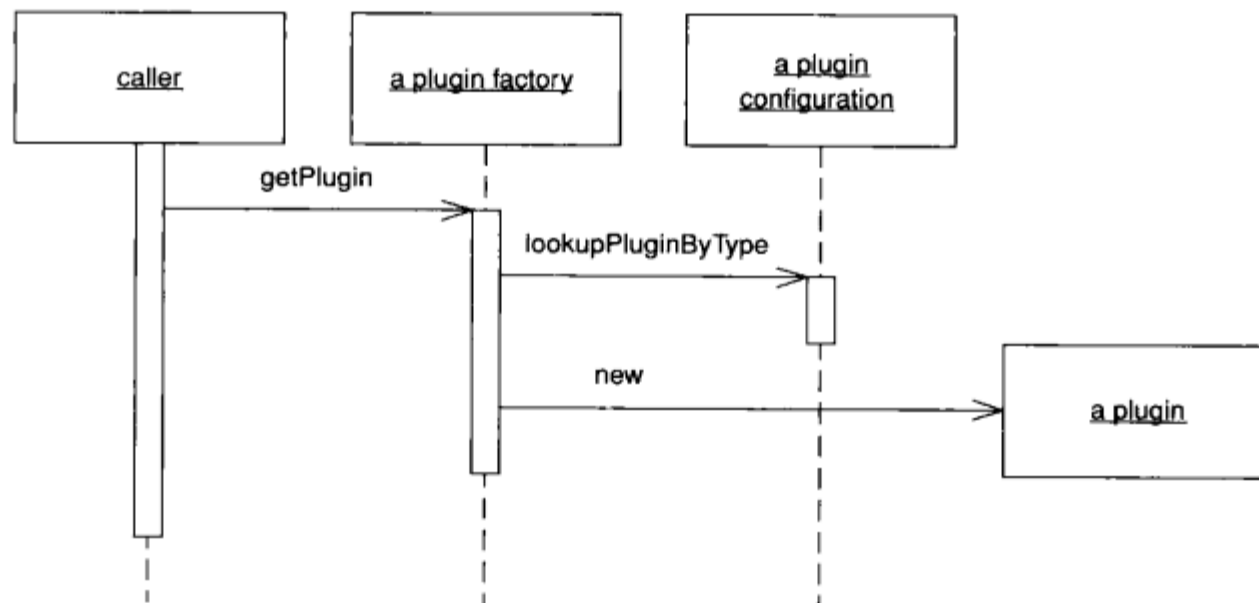 caller
a plugin factory
a plugin
configuration
getPlugin
lookupPluginByType
new
a plugin